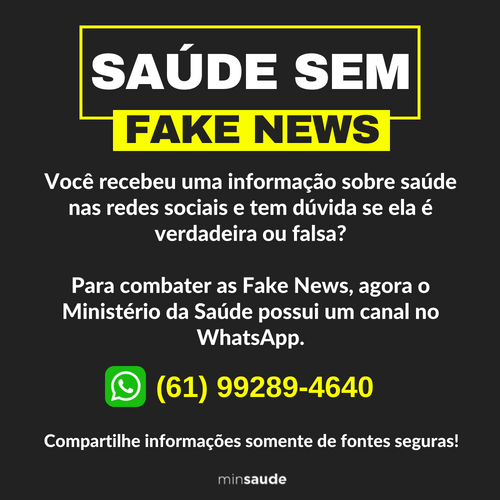 SAÚDE SEM
FAKE NEWS
Você recebeu uma informação sobre saúde
nas redes sociais e tem dúvida se ela é
verdadeira ou falsa?
Para combater as Fake News, agora o
Ministério da Saúde possui um canal no
WhatsApp.
(61) 99289-4640
Compartilhe informações somente de fontes seguras!
minsaude